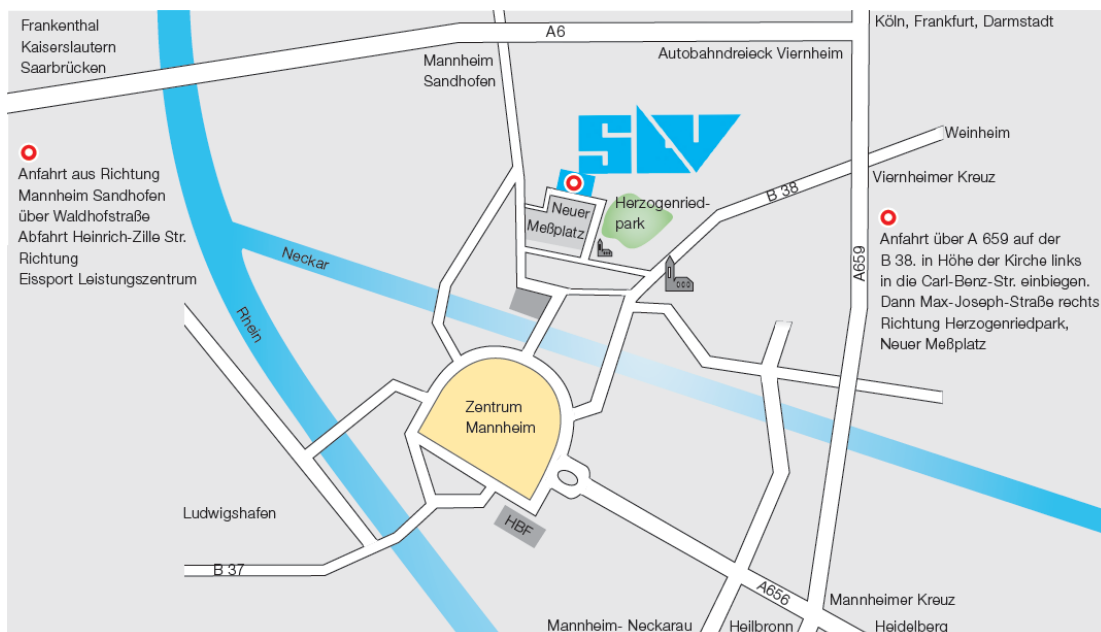 Frankenthal
Kaiserslautern
Saarbrücken
A6
Köln, Frankfurt, Darmstadt
Autobahndreieck Viernheim
Mannheim
Sandhofen
SLV
Weinheim
Viernheimer Kreuz
B 38
Anfahrt aus Richtung
Mannheim Sandhofen
über Waldhofstraße
Abfahrt Heinrich-Zille Str.
Richtung
Eissport Leistungszentrum
Neuer
Meßplatz
Herzogenried-
park
Anfahrt über A 659 auf der
B 38. in Höhe der Kirche links
in die Carl-Benz-Str. einbiegen.
Dann Max-Joseph-Straße rechts
Richtung Herzogenriedpark,
Neuer Meßplatz
A659
Neckar
Rhein
Zentrum
Mannheim
Ludwigshafen
HBF
B 37
A656
Mannheimer Kreuz
Mannheim- Neckarau
Heilbronn
Heidelberg